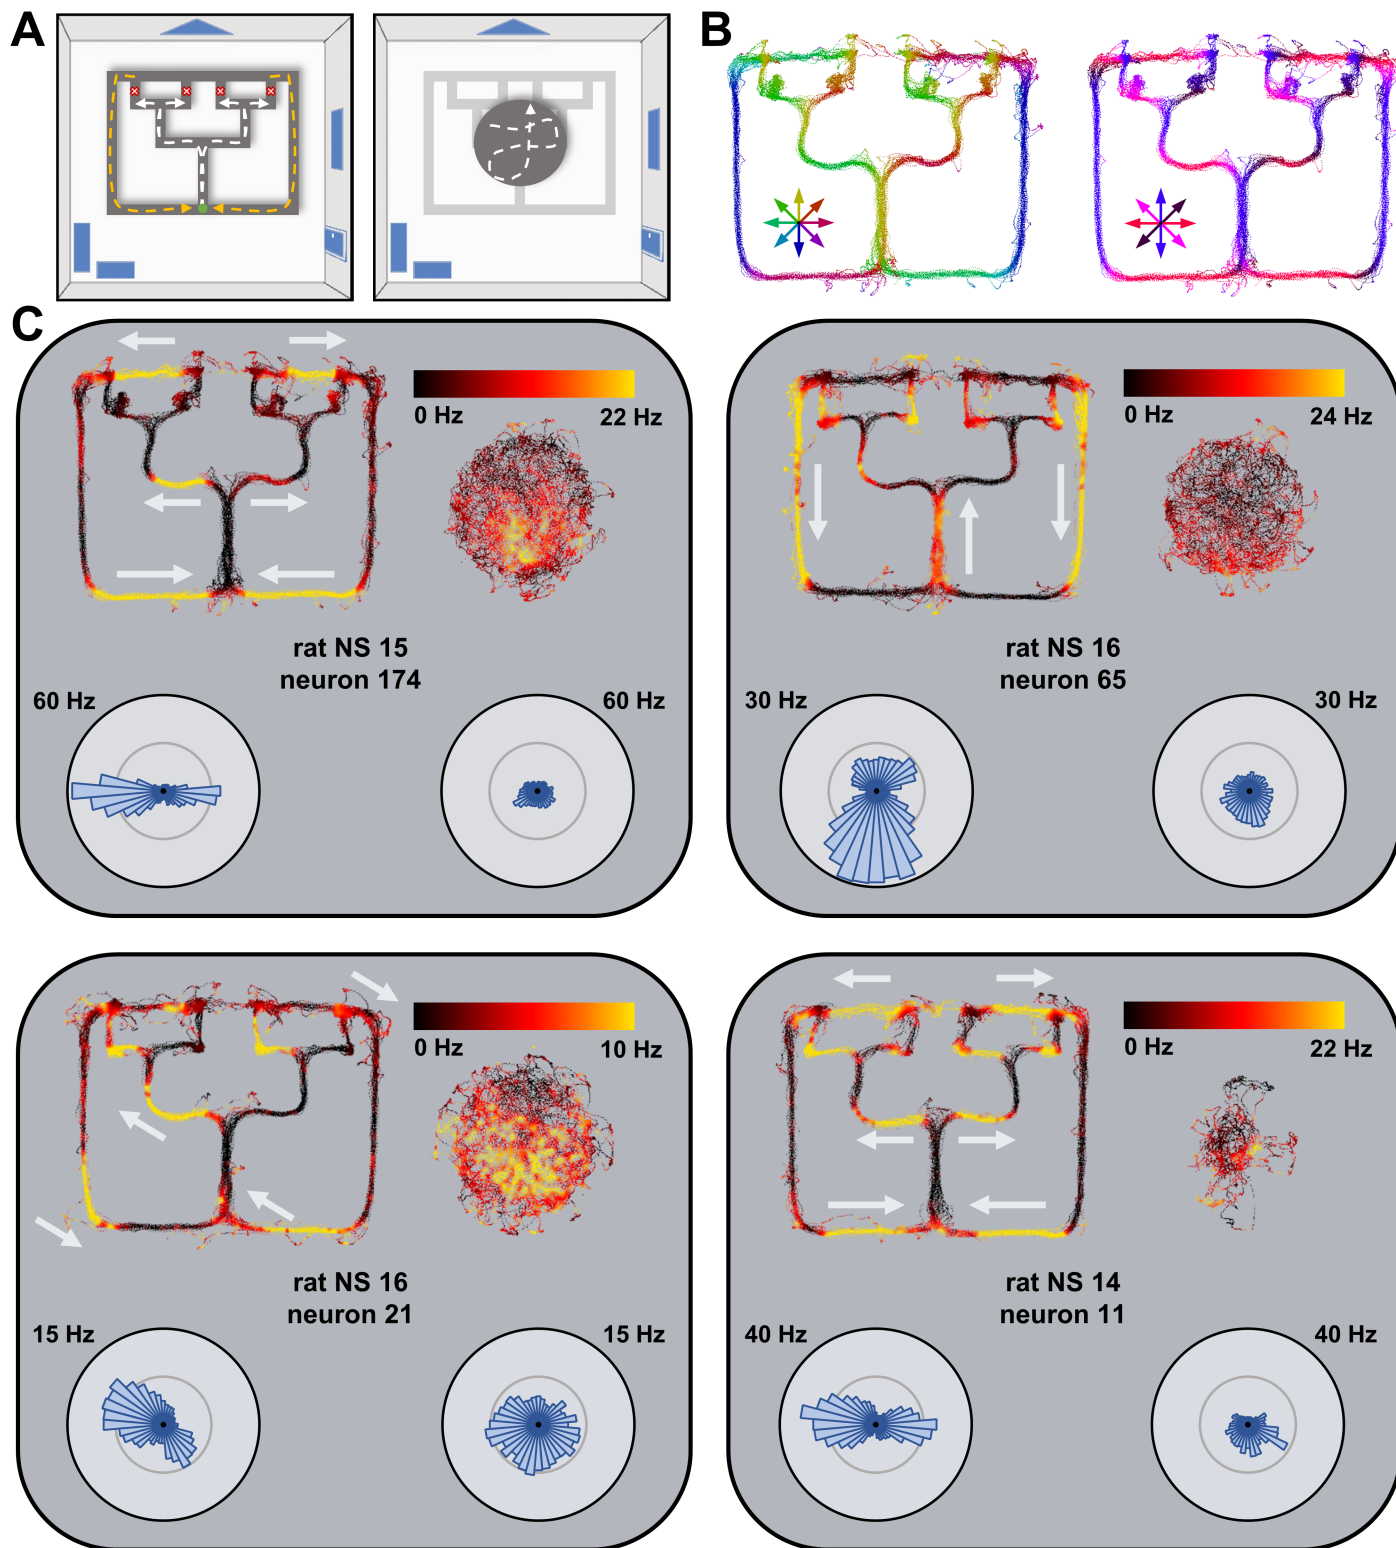 A
B
C
0 Hz
22 Hz
rat NS 15
neuron 174
60 Hz
60 Hz
0 Hz
24 Hz
rat NS 16
neuron 65
30 Hz
30 Hz
0 Hz
10 Hz
rat NS 16
neuron 21
15 Hz
15 Hz
0 Hz
22 Hz
rat NS 14
neuron 11
40 Hz
40 Hz